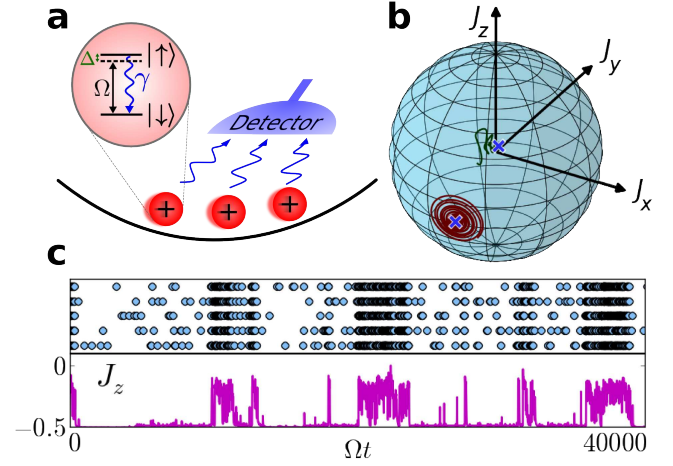 a
Δ
|↑⟩
Ω
γ
|↓⟩
Detector
+ + +
b
J_z
J_y
J_x
c
0
J_z
−0.5
0
Ωt
40000